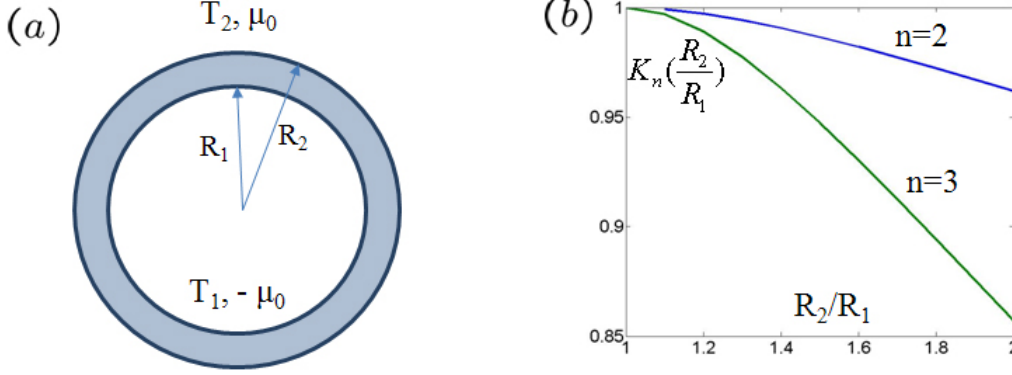 (a)
T₂, μ₀
R₁
R₂
T₁, - μ₀
(b)
1
0.95
0.9
0.85
Kₙ(R₂/R₁)
n=2
n=3
R₂/R₁
1
1.2
1.4
1.6
1.8
2